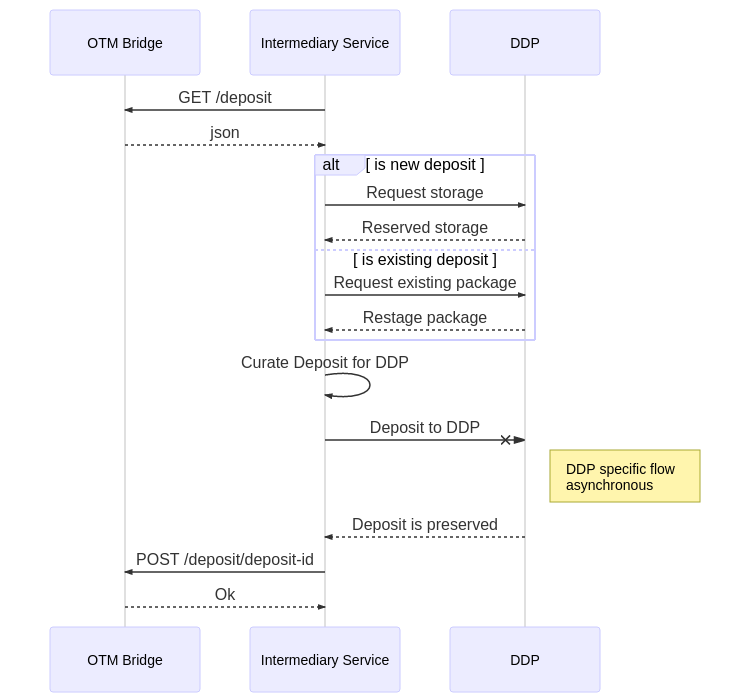 OTM Bridge
Intermediary Service
DDP
GET /deposit
json
alt
[ is new deposit ]
Request storage
Reserved storage
[ is existing deposit ]
Request existing package
Restage package
Curate Deposit for DDP
Deposit to DDP
DDP specific flow
asynchronous
Deposit is preserved
POST /deposit/deposit-id
Ok
OTM Bridge
Intermediary Service
DDP